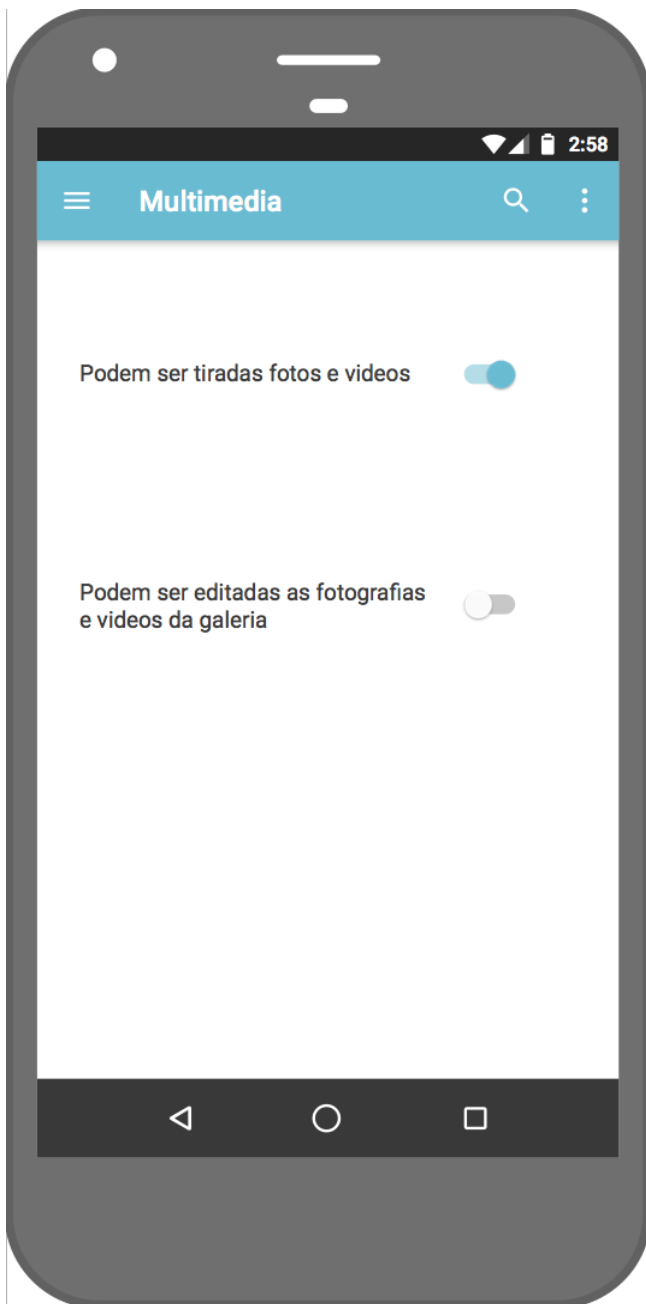 2:58
Multimedia
Podem ser tiradas fotos e videos
Podem ser editadas as fotografias
e videos da galeria